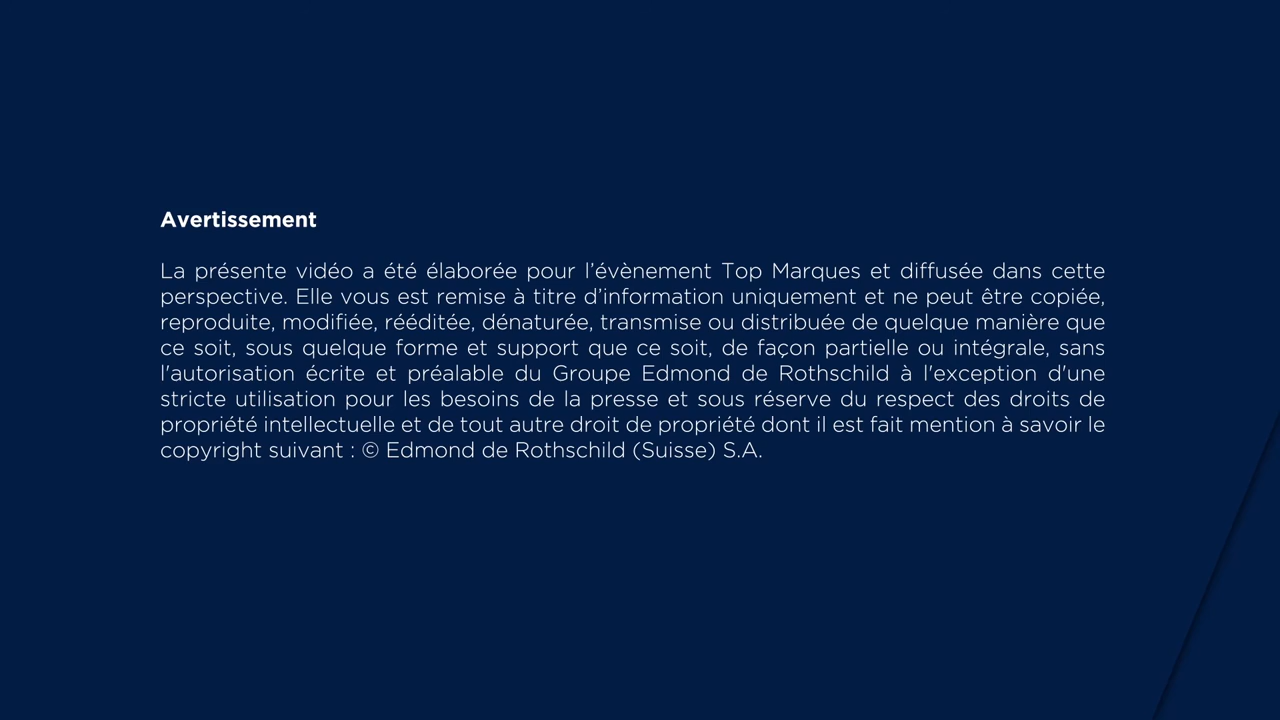 Avertissement
La présente vidéo a été élaborée pour l’évènement Top Marques et diffusée dans cette
perspective. Elle vous est remise à titre d’information uniquement et ne peut être copiée,
reproduite, modifiée, rééditée, dénaturée, transmise ou distribuée de quelque manière que
ce soit, sous quelque forme et support que ce soit, de façon partielle ou intégrale, sans
l'autorisation écrite et préalable du Groupe Edmond de Rothschild à l'exception d'une
stricte utilisation pour les besoins de la presse et sous réserve du respect des droits de
propriété intellectuelle et de tout autre droit de propriété dont il est fait mention à savoir le
copyright suivant : © Edmond de Rothschild (Suisse) S.A.